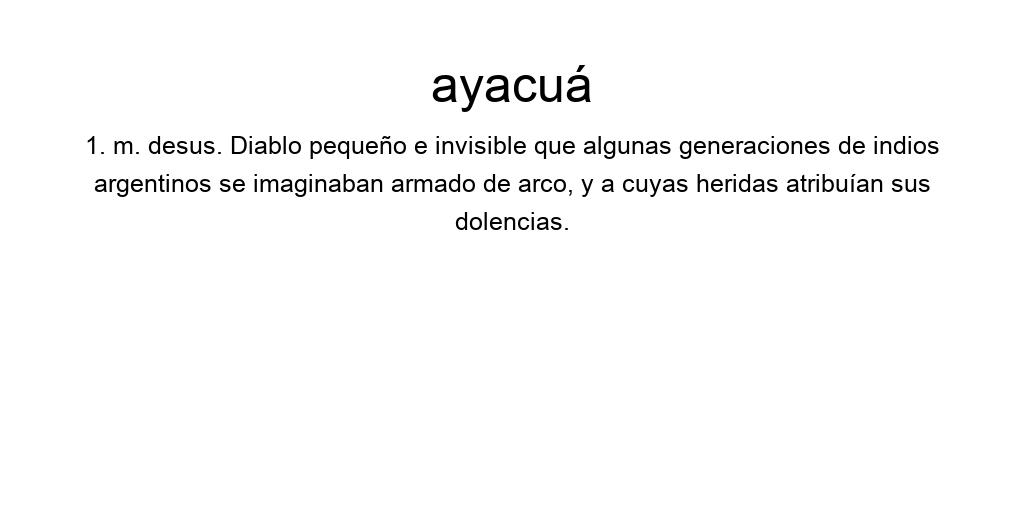 ayacuá
1. m. desus. Diablo pequeño e invisible que algunas generaciones de indios
argentinos se imaginaban armado de arco, y a cuyas heridas atribuían sus
dolencias.